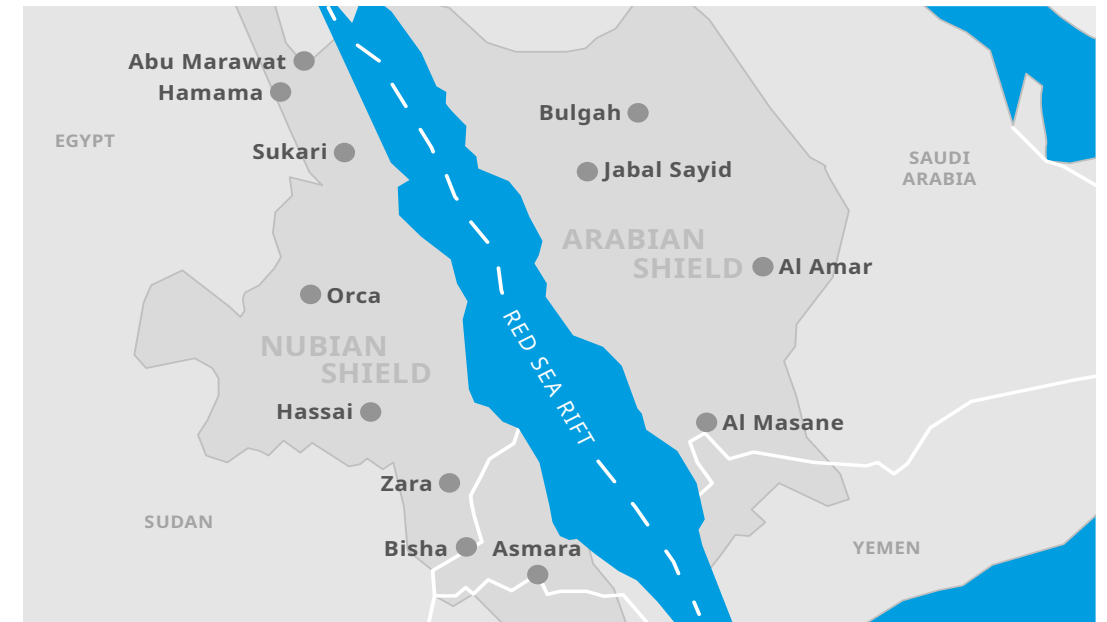 Abu Marawat
Hamama
Bulgah
EGYPT
Sukari
SAUDI
ARABIA
Jabal Sayid
ARABIAN
SHIELD
Al Amar
Orca
RED SEA RIFT
NUBIAN
SHIELD
Hassai
Al Masane
Zara
SUDAN
Bisha
Asmara
YEMEN